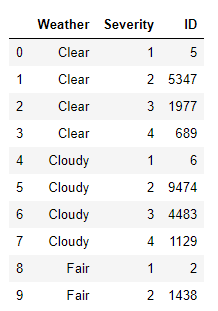 Weather Severity ID
0 Clear 1 5
1 Clear 2 5347
2 Clear 3 1977
3 Clear 4 689
4 Cloudy 1 6
5 Cloudy 2 9474
6 Cloudy 3 4483
7 Cloudy 4 1129
8 Fair 1 2
9 Fair 2 1438